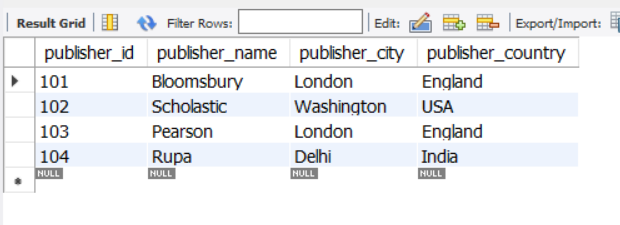 Result Grid Filter Rows: Edit: Export/Import:
publisher_id publisher_name publisher_city publisher_country
101 Bloomsbury London England
102 Scholastic Washington USA
103 Pearson London England
104 Rupa Delhi India
NULL NULL NULL NULL